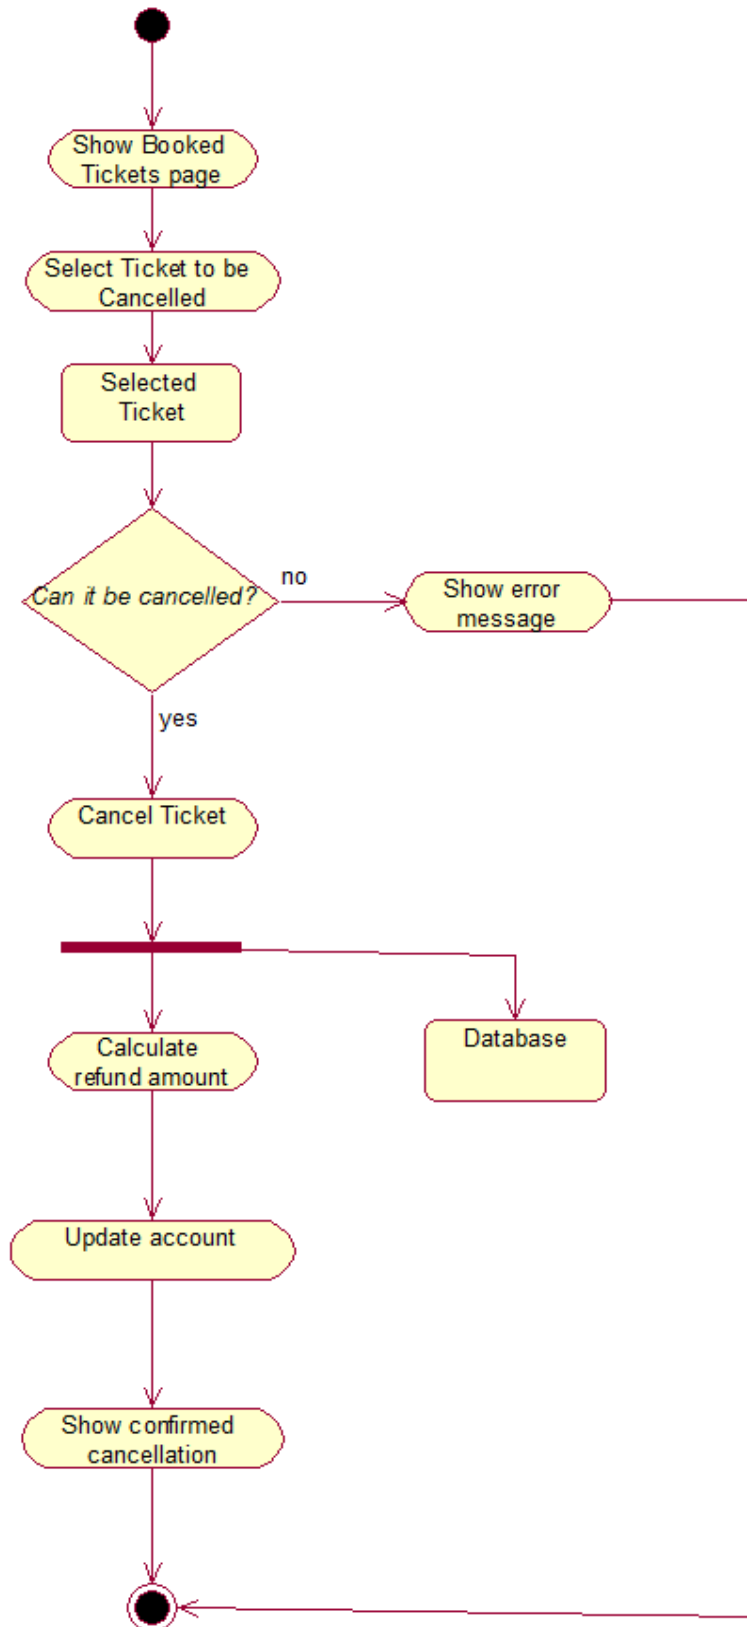 Show Booked
Tickets page
Select Ticket to be
Cancelled
Selected
Ticket
Can it be cancelled?
no
Show error
message
yes
Cancel Ticket
Calculate
refund amount
Database
Update account
Show confirmed
cancellation